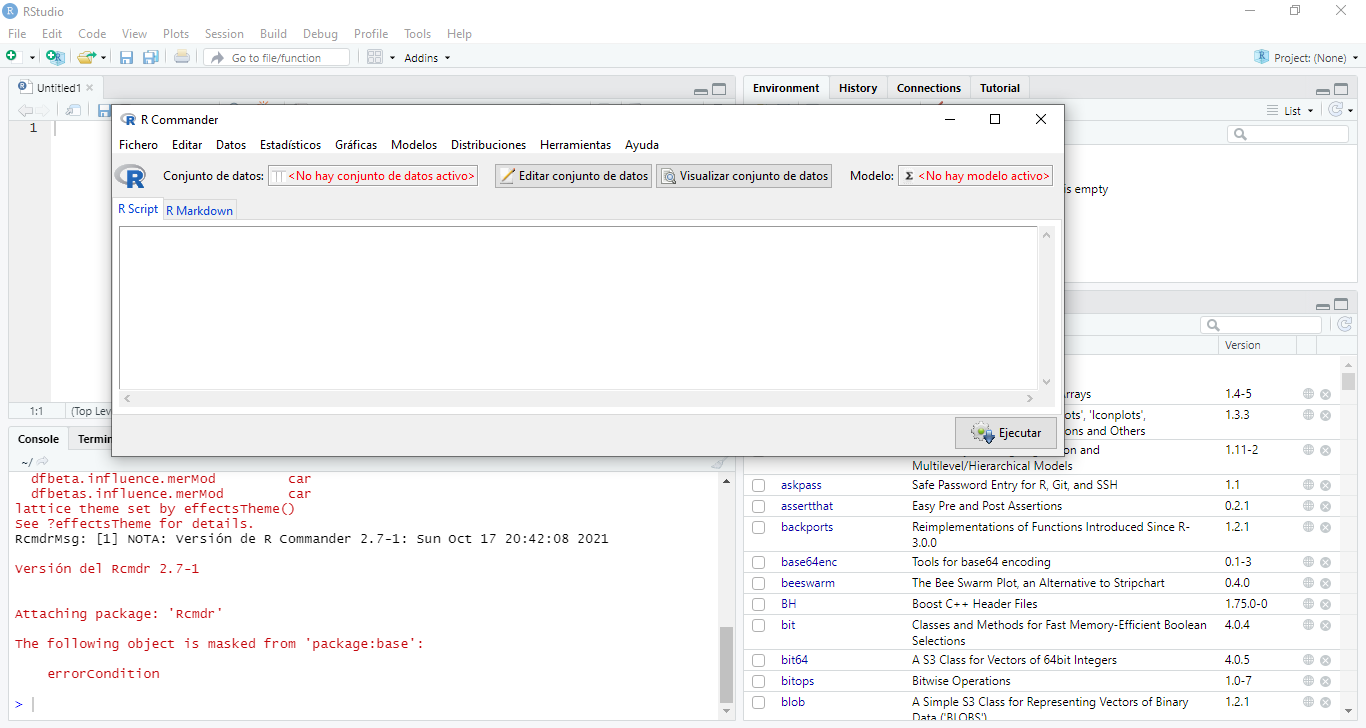 RStudio
File Edit Code View Plots Session Build Debug Profile Tools Help
Go to file/function Addins Project: (None)
Untitled1
Environment History Connections Tutorial
1
List
is empty
R Commander
Fichero Editar Datos Estadísticos Gráficas Modelos Distribuciones Herramientas Ayuda
Conjunto de datos: <No hay conjunto de datos activo> Editar conjunto de datos Visualizar conjunto de datos Modelo: Σ <No hay modelo activo>
R Script R Markdown
Ejecutar
1:1 (Top Lev
Console Termin
~/
dfbeta.influence.merMod car
dfbetas.influence.merMod car
lattice theme set by effectsTheme()
See ?effectsTheme for details.
RcmdrMsg: [1] NOTA: Versión de R Commander 2.7-1: Sun Oct 17 20:42:08 2021
Versión del Rcmdr 2.7-1
Attaching package: 'Rcmdr'
The following object is masked from 'package:base':
errorCondition
>
Version
rrays 1.4-5
ots', 'Iconplots', 1.3.3
ons and Others
on and 1.11-2
Multilevel/Hierarchical Models
askpass Safe Password Entry for R, Git, and SSH 1.1
assertthat Easy Pre and Post Assertions 0.2.1
backports Reimplementations of Functions Introduced Since R- 1.2.1
3.0.0
base64enc Tools for base64 encoding 0.1-3
beeswarm The Bee Swarm Plot, an Alternative to Stripchart 0.4.0
BH Boost C++ Header Files 1.75.0-0
bit Classes and Methods for Fast Memory-Efficient Boolean 4.0.4
Selections
bit64 A S3 Class for Vectors of 64bit Integers 4.0.5
bitops Bitwise Operations 1.0-7
blob A Simple S3 Class for Representing Vectors of Binary 1.2.1
Data ('BLOBS')